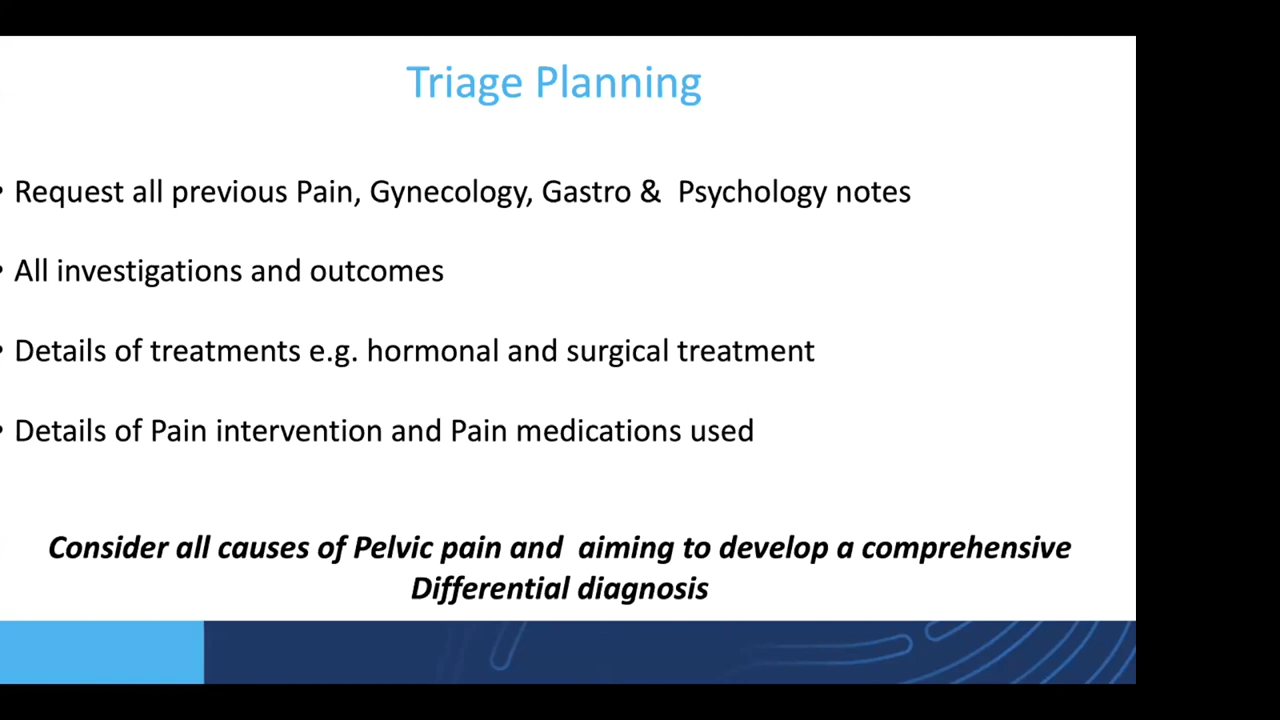 Triage Planning
• Request all previous Pain, Gynecology, Gastro &  Psychology notes
• All investigations and outcomes
• Details of treatments e.g. hormonal and surgical treatment
• Details of Pain intervention and Pain medications used
Consider all causes of Pelvic pain and  aiming to develop a comprehensive
Differential diagnosis